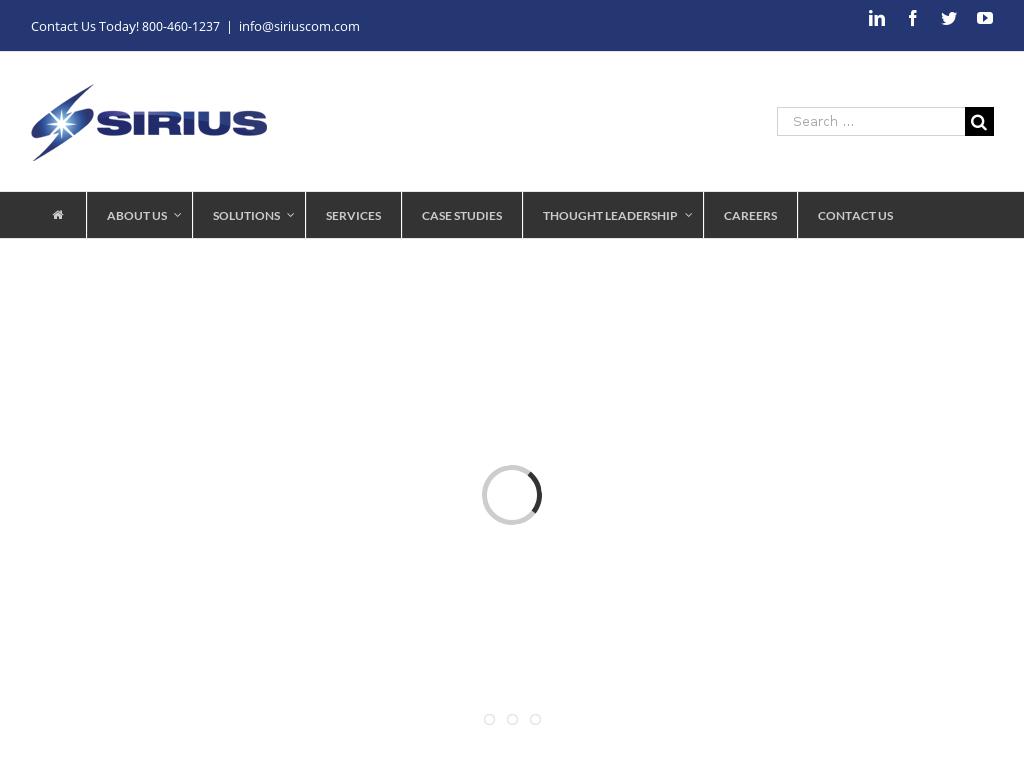 Contact Us Today! 800-460-1237 | info@siriuscom.com
SIRIUS
Search ...
ABOUT US
SOLUTIONS
SERVICES
CASE STUDIES
THOUGHT LEADERSHIP
CAREERS
CONTACT US